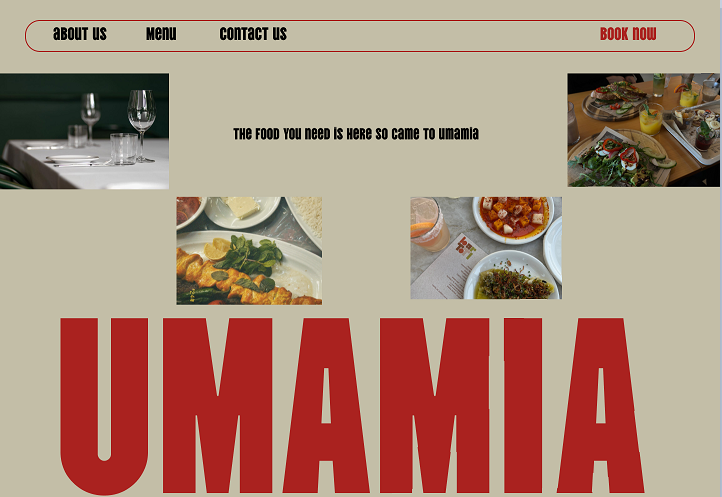 aBOUT US
Menu
CONTaCT US
BOOK nOW
THe FOOD YOU neeD iS Here SO Came TO Umamia
UMAMIA